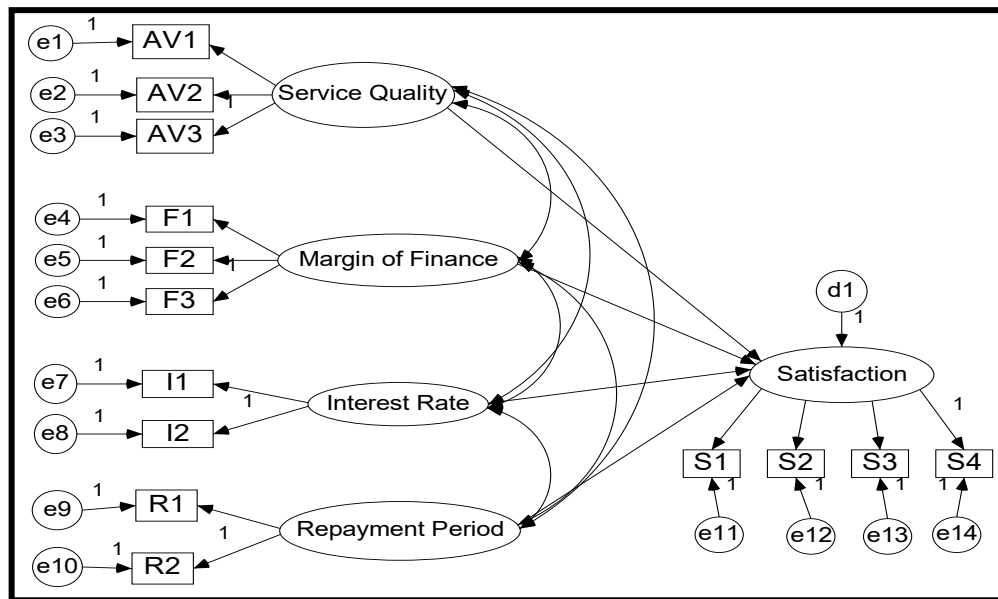 e1 1 AV1
e2 1 AV2
e3 1 AV3
1
Service Quality
e4 1 F1
e5 1 F2
e6 1 F3
1
Margin of Finance
e7 1 I1
e8 1 I2
1
Interest Rate
e9 1 R1
e10 1 R2
1
Repayment Period
d1
1
Satisfaction
1
S1 S2 S3 S4
1 1 1 1
e11 e12 e13 e14